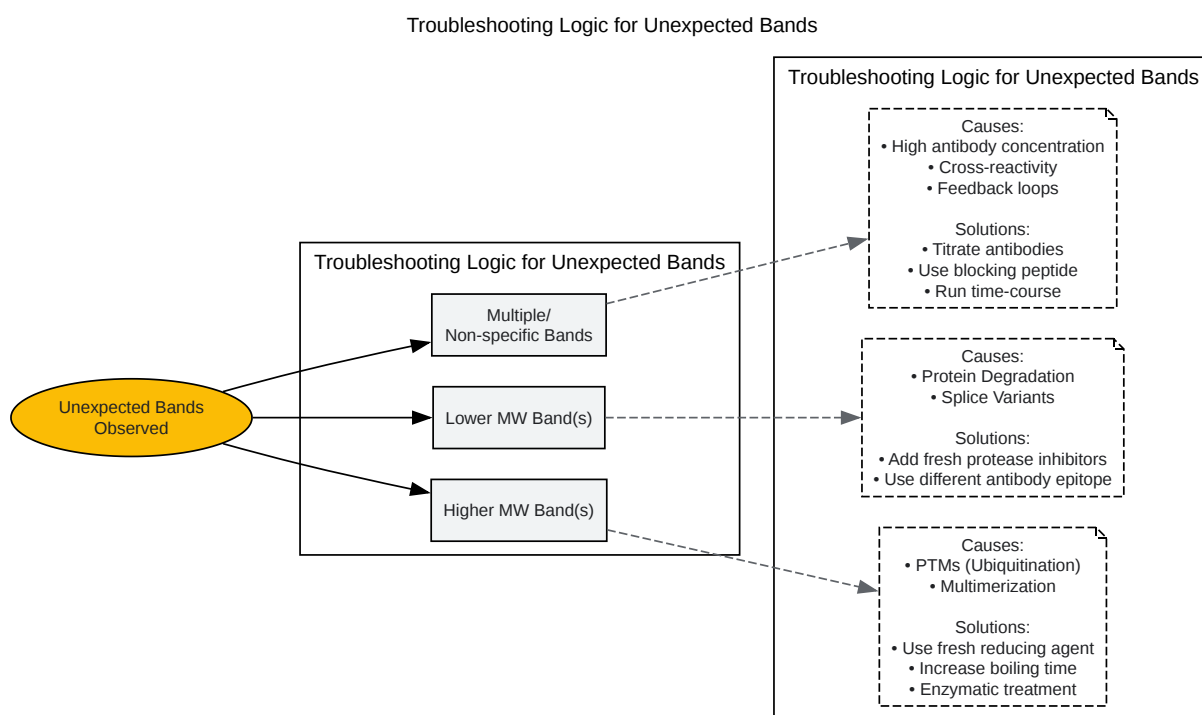 Troubleshooting Logic for Unexpected Bands
Unexpected Bands
Observed
Troubleshooting Logic for Unexpected Bands
Multiple/
Non-specific Bands
Lower MW Band(s)
Higher MW Band(s)
Troubleshooting Logic for Unexpected Bands
Causes:
• High antibody concentration
• Cross-reactivity
• Feedback loops
Solutions:
• Titrate antibodies
• Use blocking peptide
• Run time-course
Causes:
• Protein Degradation
• Splice Variants
Solutions:
• Add fresh protease inhibitors
• Use different antibody epitope
Causes:
• PTMs (Ubiquitination)
• Multimerization
Solutions:
• Use fresh reducing agent
• Increase boiling time
• Enzymatic treatment